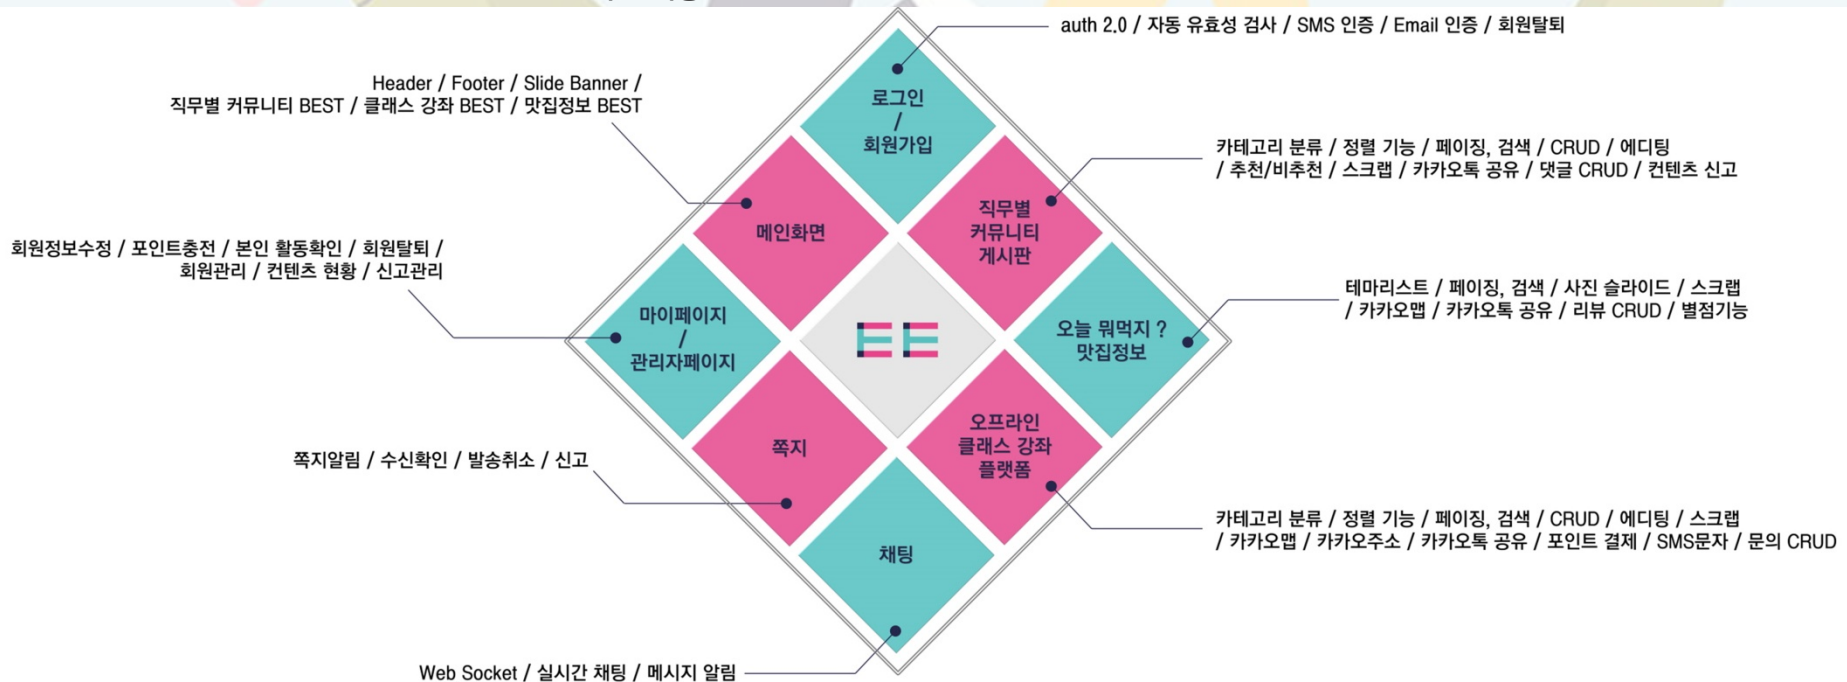 auth 2.0 / 자동 유효성 검사 / SMS 인증 / Email 인증 / 회원탈퇴
Header / Footer / Slide Banner /
직무별 커뮤니티 BEST / 클래스 강좌 BEST / 맛집정보 BEST
로그인
/
회원가입
카테고리 분류 / 정렬 기능 / 페이징, 검색 / CRUD / 에디팅
/ 추천/비추천 / 스크랩 / 카카오톡 공유 / 댓글 CRUD / 컨텐츠 신고
메인화면
직무별
커뮤니티
게시판
회원정보수정 / 포인트충전 / 본인 활동확인 / 회원탈퇴 /
회원관리 / 컨텐츠 현황 / 신고관리
마이페이지
/
관리자페이지
EE
오늘 뭐먹지 ?
맛집정보
테마리스트 / 페이징, 검색 / 사진 슬라이드 / 스크랩
/ 카카오맵 / 카카오톡 공유 / 리뷰 CRUD / 별점기능
쪽지
오프라인
클래스 강좌
플랫폼
쪽지알림 / 수신확인 / 발송취소 / 신고
카테고리 분류 / 정렬 기능 / 페이징, 검색 / CRUD / 에디팅 / 스크랩
/ 카카오맵 / 카카오주소 / 카카오톡 공유 / 포인트 결제 / SMS문자 / 문의 CRUD
채팅
Web Socket / 실시간 채팅 / 메시지 알림